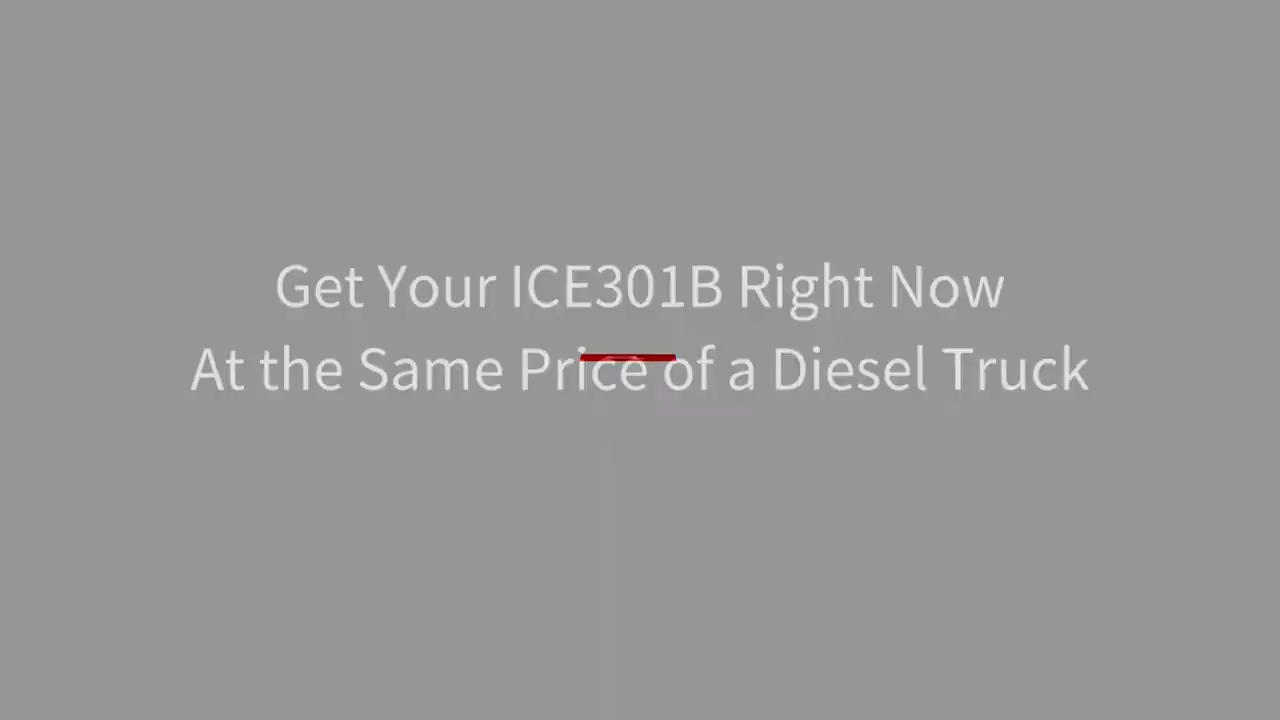 Get Your ICE301B Right Now
At the Same Price of a Diesel Truck